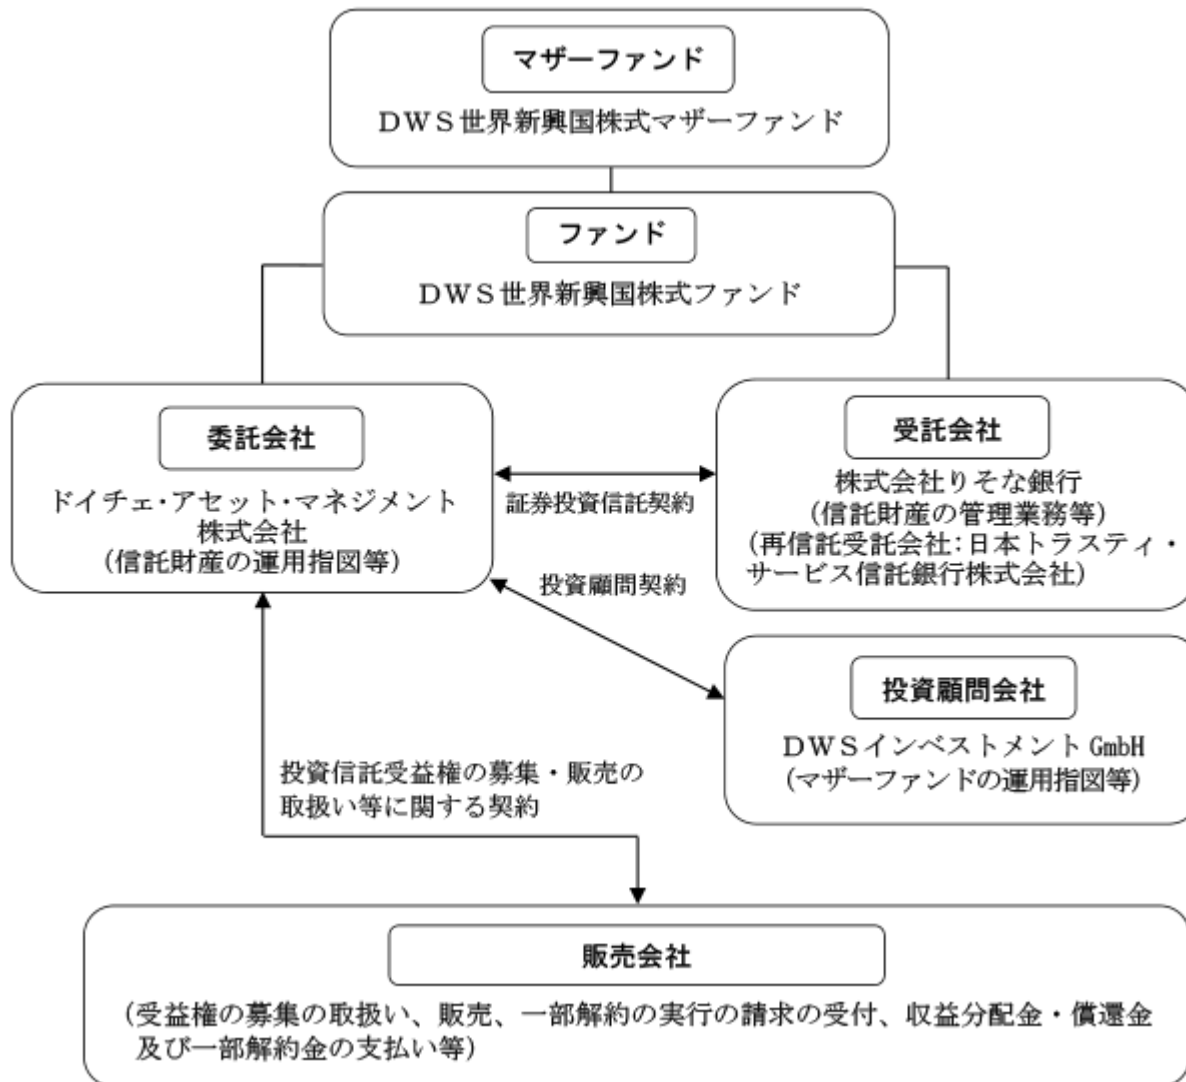 マザーファンド
ＤＷＳ世界新興国株式マザーファンド
ファンド
ＤＷＳ世界新興国株式ファンド
委託会社
ドイチェ・アセット・マネジメント
株式会社
(信託財産の運用指図等)
証券投資信託契約
受託会社
株式会社りそな銀行
(信託財産の管理業務等)
(再信託受託会社:日本トラスティ・
サービス信託銀行株式会社)
投資顧問契約
投資顧問会社
ＤＷＳインベストメント GmbH
(マザーファンドの運用指図等)
投資信託受益権の募集・販売の
取扱い等に関する契約
販売会社
(受益権の募集の取扱い、販売、一部解約の実行の請求の受付、収益分配金・償還金
及び一部解約金の支払い等)